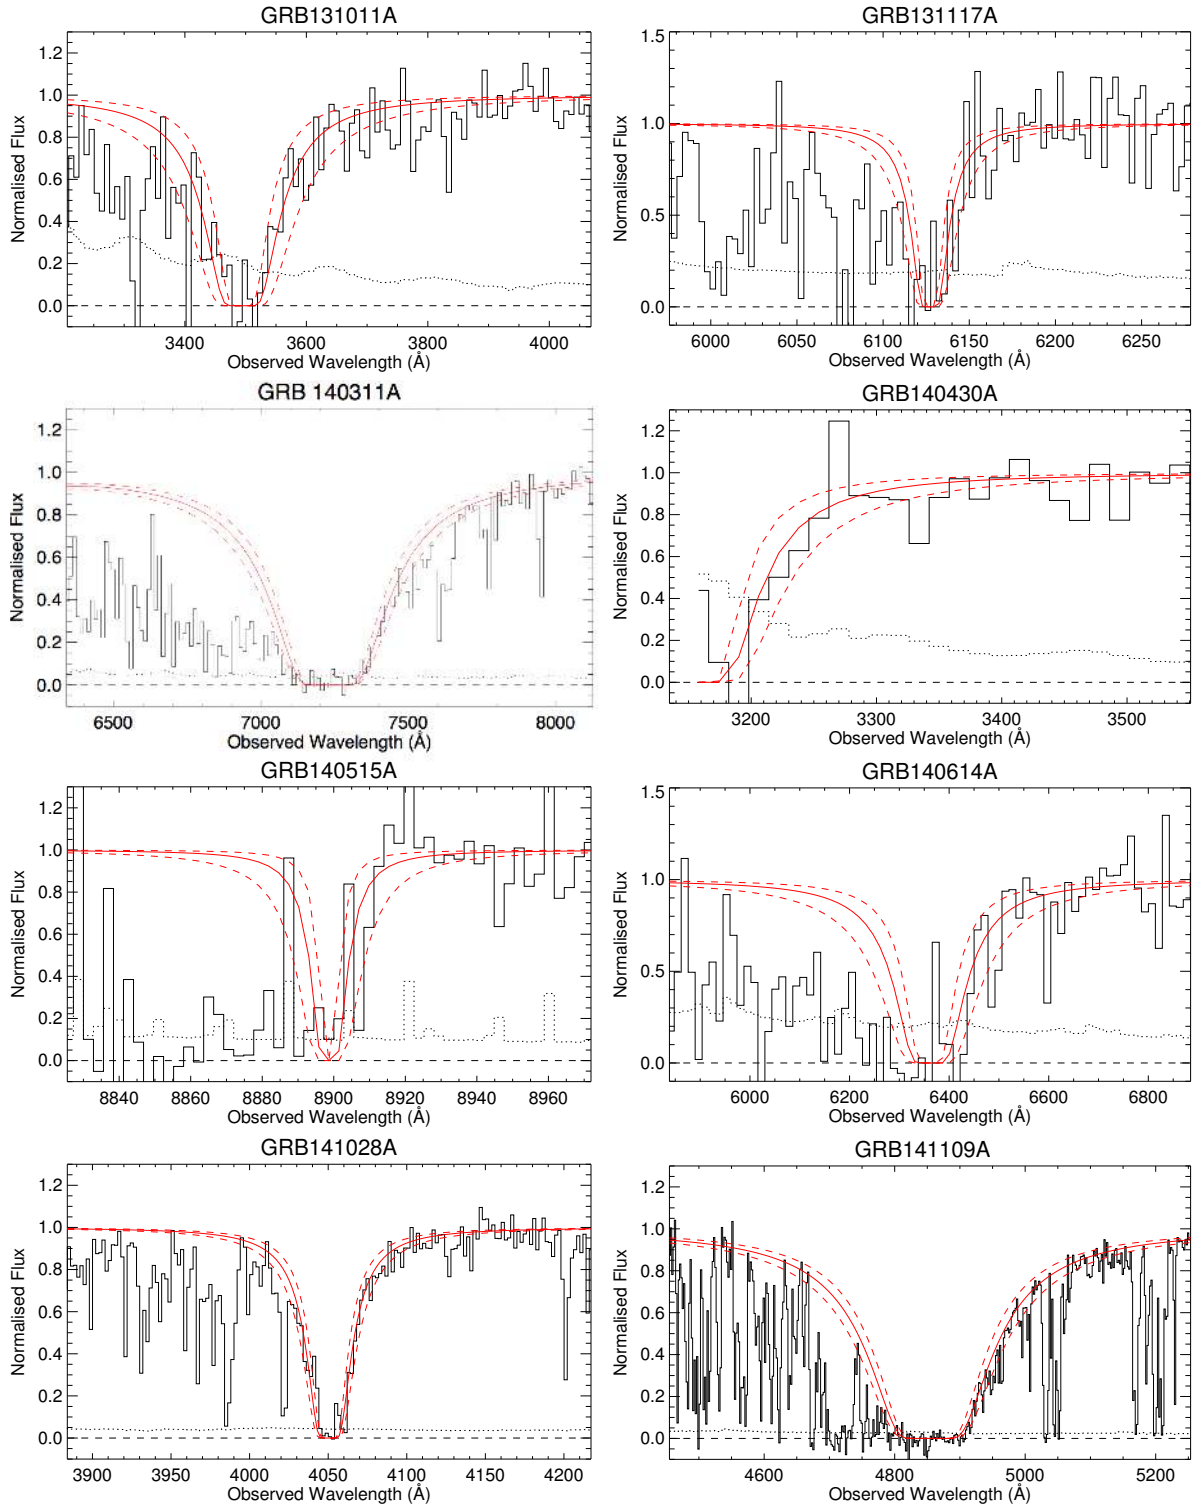 GRB131011A
Normalised Flux
1.2
1.0
0.8
0.6
0.4
0.2
0.0
3400 3600 3800 4000
Observed Wavelength (Å)
GRB131117A
Normalised Flux
1.5
1.0
0.5
0.0
6000 6050 6100 6150 6200 6250
Observed Wavelength (Å)
GRB 140311A
Normalised Flux
1.2
1.0
0.8
0.6
0.4
0.2
0.0
6500 7000 7500 8000
Observed Wavelength (Å)
GRB140430A
Normalised Flux
1.2
1.0
0.8
0.6
0.4
0.2
0.0
3200 3300 3400 3500
Observed Wavelength (Å)
GRB140515A
Normalised Flux
1.2
1.0
0.8
0.6
0.4
0.2
0.0
8840 8860 8880 8900 8920 8940 8960
Observed Wavelength (Å)
GRB140614A
Normalised Flux
1.5
1.0
0.5
0.0
6000 6200 6400 6600 6800
Observed Wavelength (Å)
GRB141028A
Normalised Flux
1.2
1.0
0.8
0.6
0.4
0.2
0.0
3900 3950 4000 4050 4100 4150 4200
Observed Wavelength (Å)
GRB141109A
Normalised Flux
1.2
1.0
0.8
0.6
0.4
0.2
0.0
4600 4800 5000 5200
Observed Wavelength (Å)